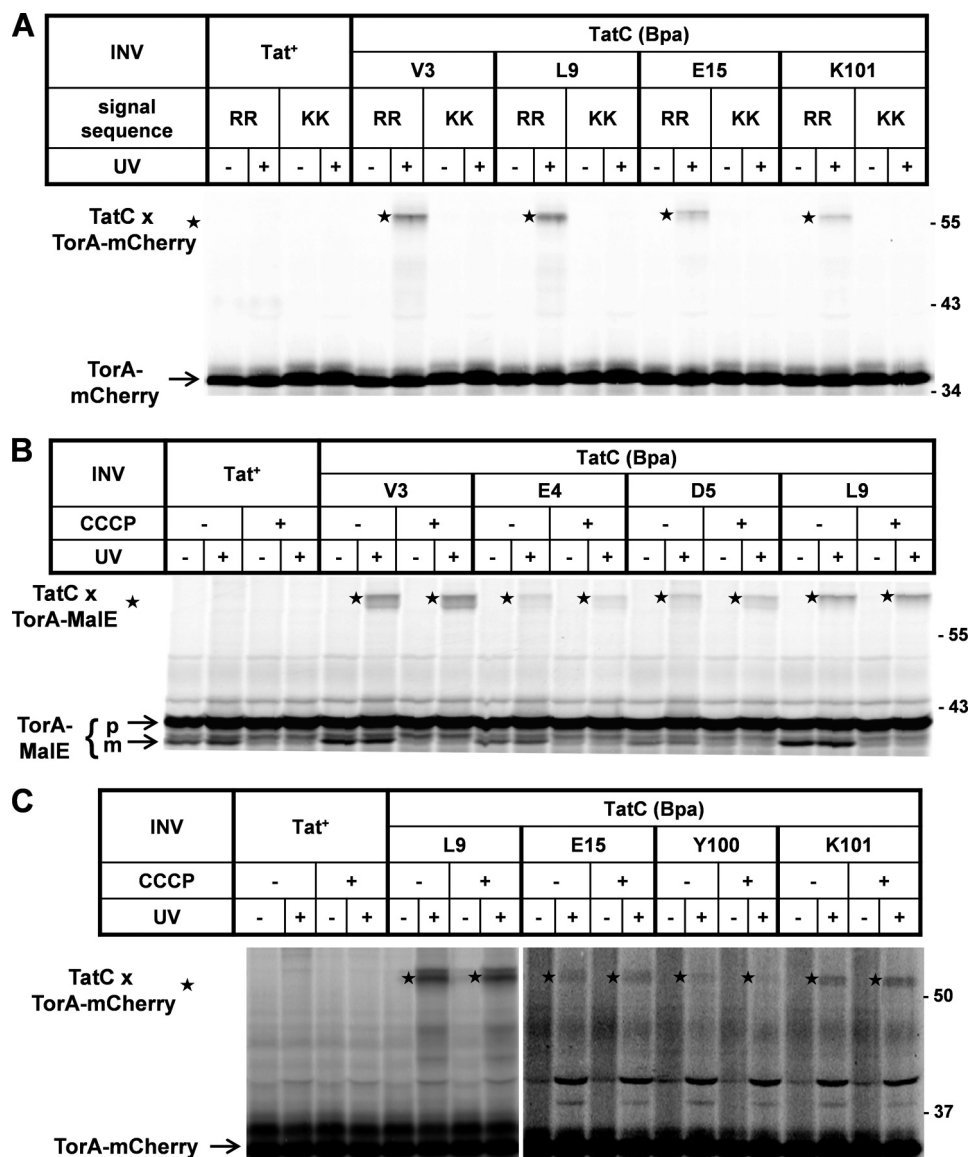 A
INV Tat+ TatC (Bpa)
V3 L9 E15 K101
signal sequence RR KK RR KK RR KK RR KK RR KK
UV - + - + - + - + - + - + - + - + - + - +
TatC x ★
TorA-mCherry
★ ★ ★ ★
- 55
- 43
TorA-
mCherry →
- 34
B
INV Tat+ TatC (Bpa)
V3 E4 D5 L9
CCCP - + - + - + - + - +
UV - + - + - + - + - + - + - + - + - + - +
TatC x ★
TorA-MalE
★ ★ ★ ★ ★ ★ ★ ★
- 55
- 43
TorA-
MalE { p →
m →
C
INV Tat+ TatC (Bpa)
L9 E15 Y100 K101
CCCP - + - + - + - + - +
UV - + - + - + - + - + - + - + - + - + - +
TatC x ★
TorA-mCherry
★ ★ ★ ★ ★ ★ ★ ★
- 50
- 37
TorA-mCherry →